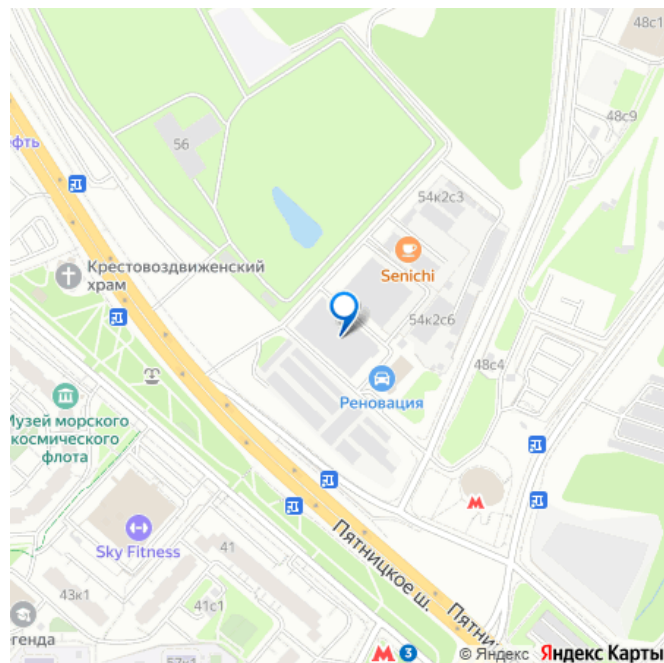 48с1
48с9
56
54к2с3
Senichi
Крестовоздвиженский
храм
54к2с6
48с4
Реновация
Музей морского
космического
флота
Sky Fitness
41
Пятницкое ш.
43к1
41с1
57к1
3
© Яндекс Яндекс Карты